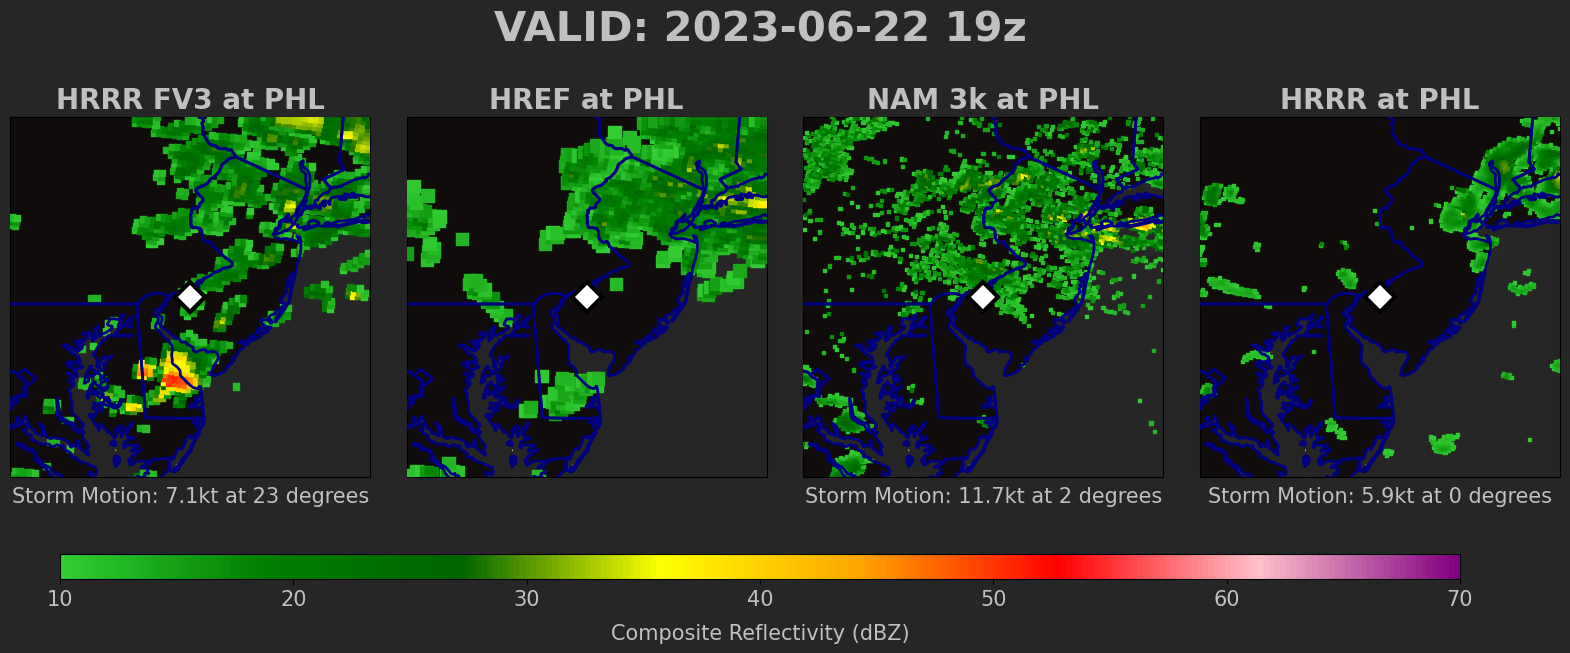 VALID: 2023-06-22 19z
HRRR FV3 at PHL
HREF at PHL
NAM 3k at PHL
HRRR at PHL
Storm Motion: 7.1kt at 23 degrees
Storm Motion: 11.7kt at 2 degrees
Storm Motion: 5.9kt at 0 degrees
10 20 30 40 50 60 70
Composite Reflectivity (dBZ)